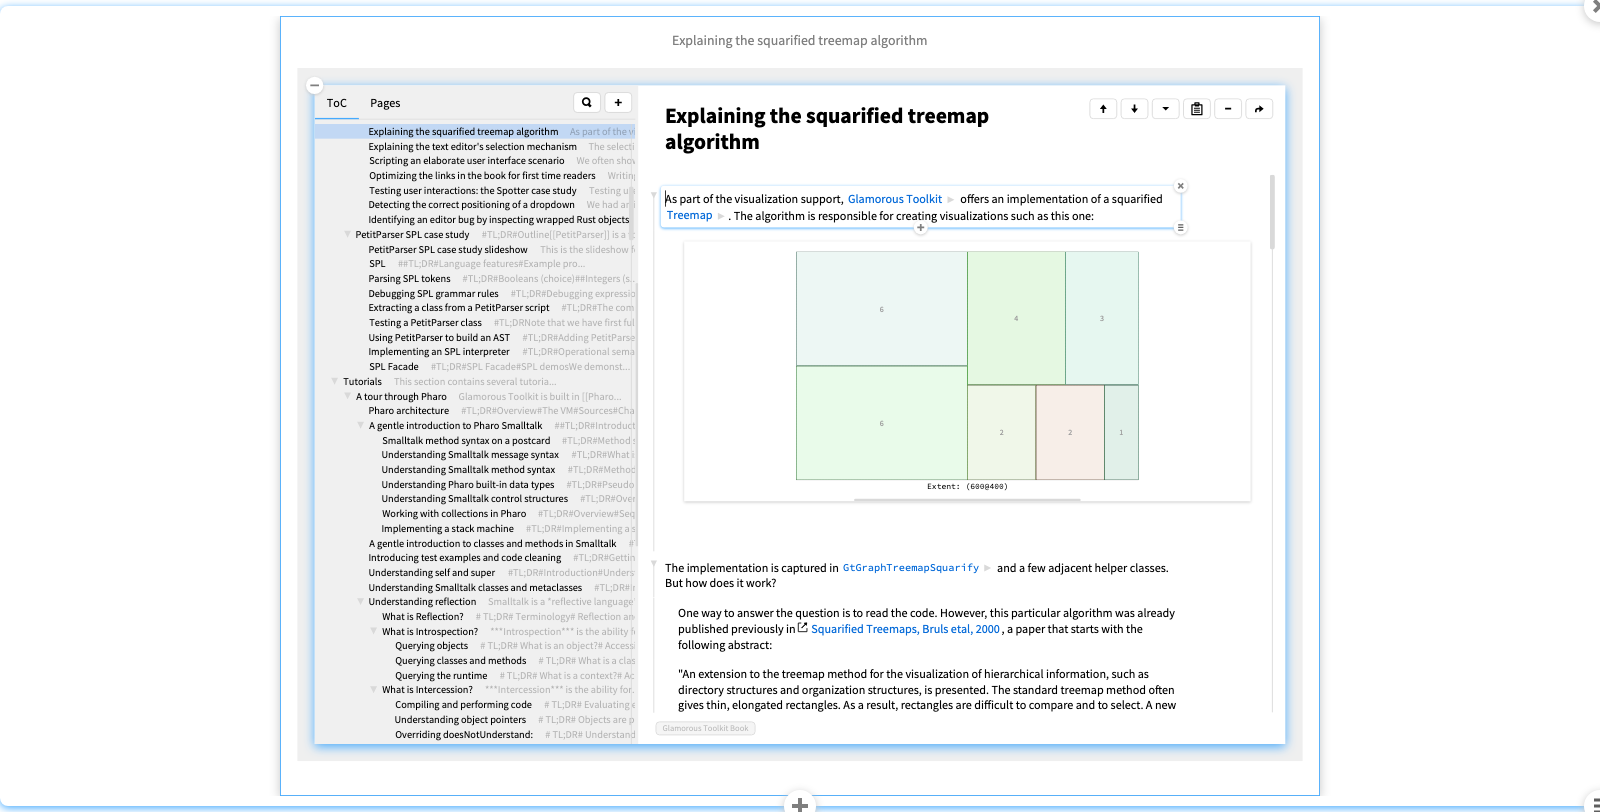 Explaining the squarified treemap algorithm
ToC Pages
Explaining the squarified treemap algorithm As part of the v
Explaining the text editor's selection mechanism The selecti
Scripting an elaborate user interface scenario We often shov
Optimizing the links in the book for first time readers Writing
Testing user interactions: the Spotter case study Testing u
Detecting the correct positioning of a dropdown We had ar
Identifying an editor bug by inspecting wrapped Rust objects
PetitParser SPL case study #TL;DR#Outline[[PetitParser]] is a
PetitParser SPL case study slideshow This is the slideshow f
SPL ##TL;DR#Language features#Example pro...
Parsing SPL tokens #TL;DR#Booleans (choice)##Integers (s...
Debugging SPL grammar rules #TL;DR#Debugging expressio
Extracting a class from a PetitParser script #TL;DR#The com
Testing a PetitParser class #TL;DRNote that we have first ful
Using PetitParser to build an AST #TL;DR#Adding PetitParse
Implementing an SPL interpreter #TL;DR#Operational sema
SPL Facade #TL;DR#SPL Facade#SPL demosWe demonst...
Tutorials This section contains several tutoria...
A tour through Pharo Glamorous Toolkit is built in [[Pharo...
Pharo architecture #TL;DR#Overview#The VM#Sources#Cha
A gentle introduction to Pharo Smalltalk ##TL;DR#Introduct
Smalltalk method syntax on a postcard #TL;DR#Method s
Understanding Smalltalk message syntax #TL;DR#What i
Understanding Smalltalk method syntax #TL;DR#Method
Understanding Pharo built-in data types #TL;DR#Pseudo
Understanding Smalltalk control structures #TL;DR#Over
Working with collections in Pharo #TL;DR#Overview#Seq
Implementing a stack machine #TL;DR#Implementing a s
A gentle introduction to classes and methods in Smalltalk #
Introducing test examples and code cleaning #TL;DR#Gettin
Understanding self and super #TL;DR#Introduction#Unders
Understanding Smalltalk classes and metaclasses #TL;DR#I
Understanding reflection Smalltalk is a *reflective language*
What is Reflection? # TL;DR# Terminology# Reflection an
What is Introspection? ***Introspection*** is the ability f
Querying objects # TL;DR# What is an object?# Access
Querying classes and methods # TL;DR# What is a clas
Querying the runtime # TL;DR# What is a context?# Ac
What is Intercession? ***Intercession*** is the ability for...
Compiling and performing code # TL;DR# Evaluating e
Understanding object pointers # TL;DR# Objects are p
Overriding doesNotUnderstand: # TL;DR# Understand
Explaining the squarified treemap
algorithm
As part of the visualization support, Glamorous Toolkit offers an implementation of a squarified
Treemap . The algorithm is responsible for creating visualizations such as this one:
6
4
3
6
2
2
1
Extent: (600@400)
The implementation is captured in GtGraphTreemapSquarify and a few adjacent helper classes.
But how does it work?
One way to answer the question is to read the code. However, this particular algorithm was already
published previously in Squarified Treemaps, Bruls etal, 2000 , a paper that starts with the
following abstract:
"An extension to the treemap method for the visualization of hierarchical information, such as
directory structures and organization structures, is presented. The standard treemap method often
gives thin, elongated rectangles. As a result, rectangles are difficult to compare and to select. A new
Glamorous Toolkit Book